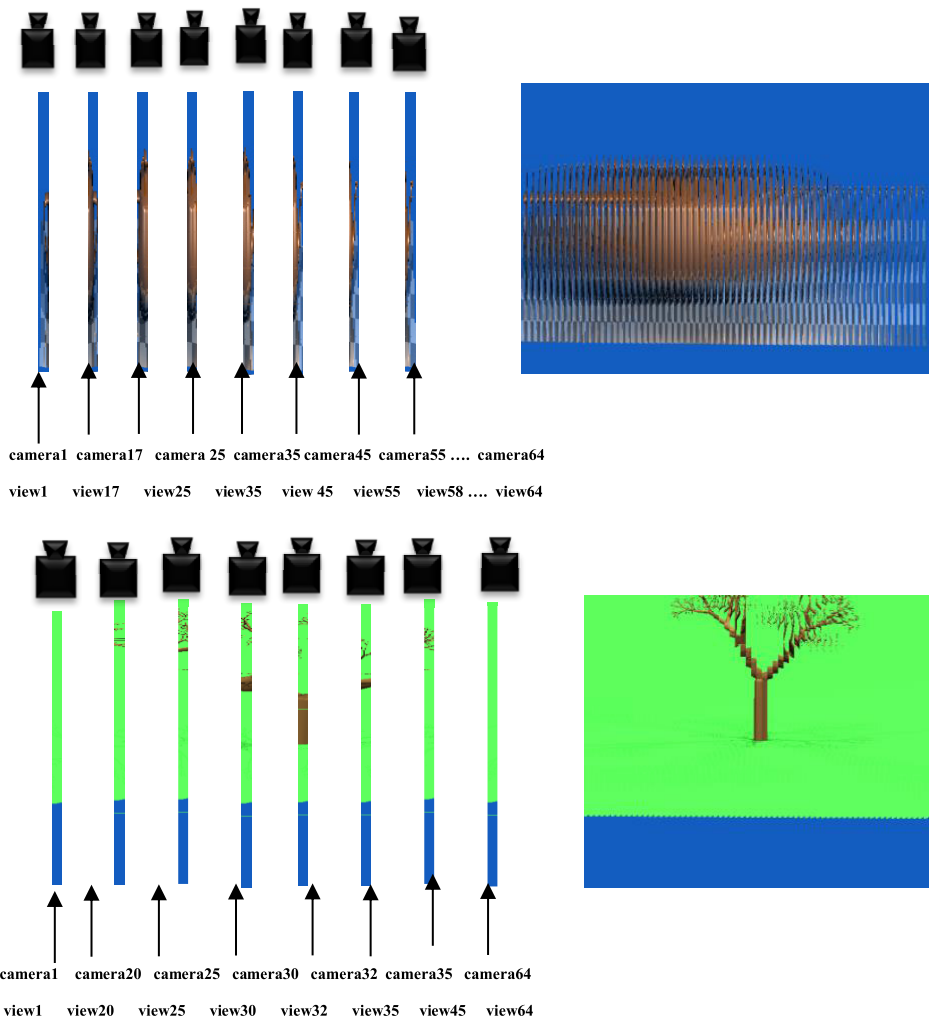 camera1 camera17 camera 25 camera35 camera45 camera55 …. camera64
view1 view17 view25 view35 view 45 view55 view58 …. view64
camera1 camera20 camera25 camera30 camera32 camera35 camera64
view1 view20 view25 view30 view32 view35 view45 view64